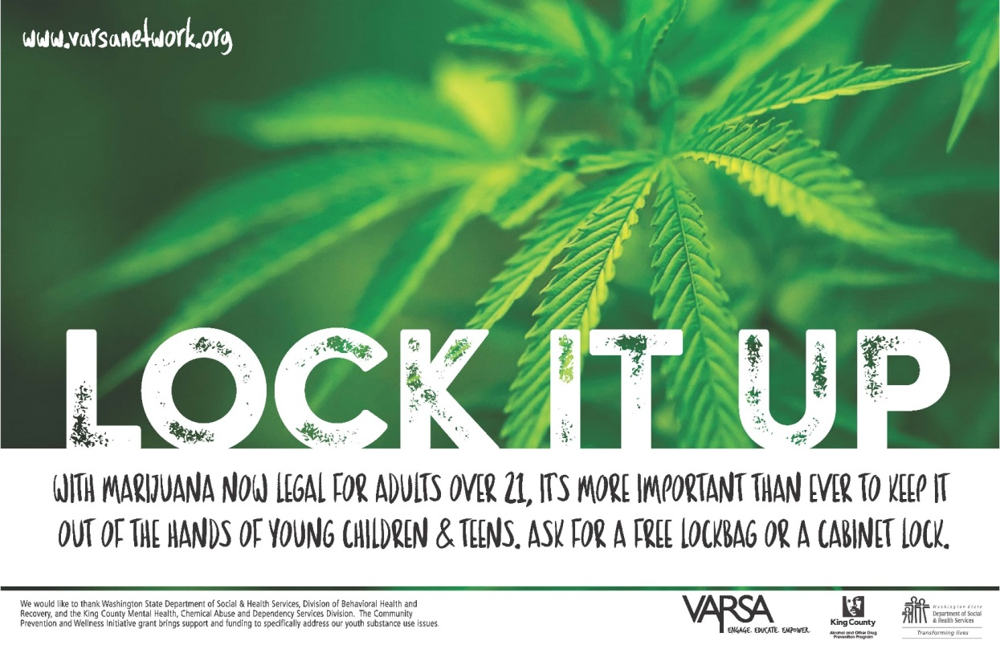 www.varsanetwork.org
LOCK IT UP
WITH MARIJUANA NOW LEGAL FOR ADULTS OVER 21, IT'S MORE IMPORTANT THAN EVER TO KEEP IT
OUT OF THE HANDS OF YOUNG CHILDREN & TEENS. ASK FOR A FREE LOCKBAG OR A CABINET LOCK.
We would like to thank Washington State Department of Social & Health Services, Division of Behavioral Health and
Recovery, and the King County Mental Health, Chemical Abuse and Dependency Services Division. The Community
Prevention and Wellness Initiative grant brings support and funding to specifically address our youth substance use issues.
VARSA
ENGAGE. EDUCATE. EMPOWER.
King County
Alcohol and Other Drug
Prevention Program
Washington State
Department of Social
& Health Services
Transforming lives